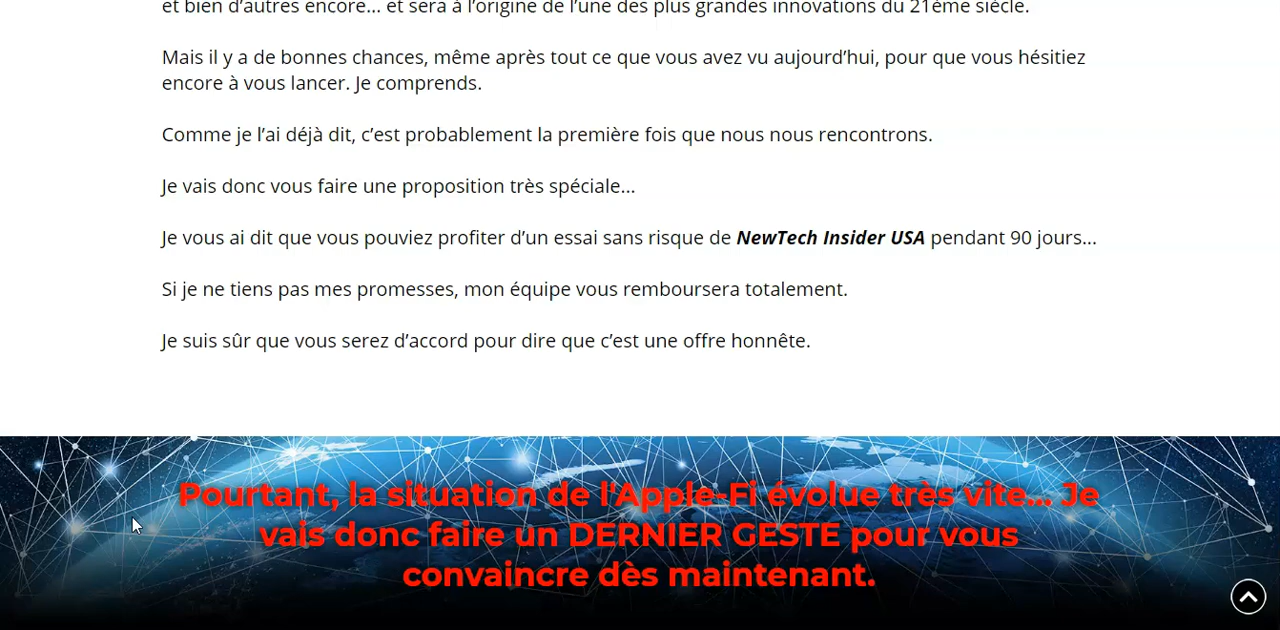 et bien d’autres encore... et sera à l’origine de l’une des plus grandes innovations du 21ème siècle.
Mais il y a de bonnes chances, même après tout ce que vous avez vu aujourd’hui, pour que vous hésitiez
encore à vous lancer. Je comprends.
Comme je l’ai déjà dit, c’est probablement la première fois que nous nous rencontrons.
Je vais donc vous faire une proposition très spéciale...
Je vous ai dit que vous pouviez profiter d’un essai sans risque de NewTech Insider USA pendant 90 jours...
Si je ne tiens pas mes promesses, mon équipe vous remboursera totalement.
Je suis sûr que vous serez d’accord pour dire que c’est une offre honnête.
Pourtant, la situation de l'Apple-Fi évolue très vite... Je
vais donc faire un DERNIER GESTE pour vous
convaincre dès maintenant.